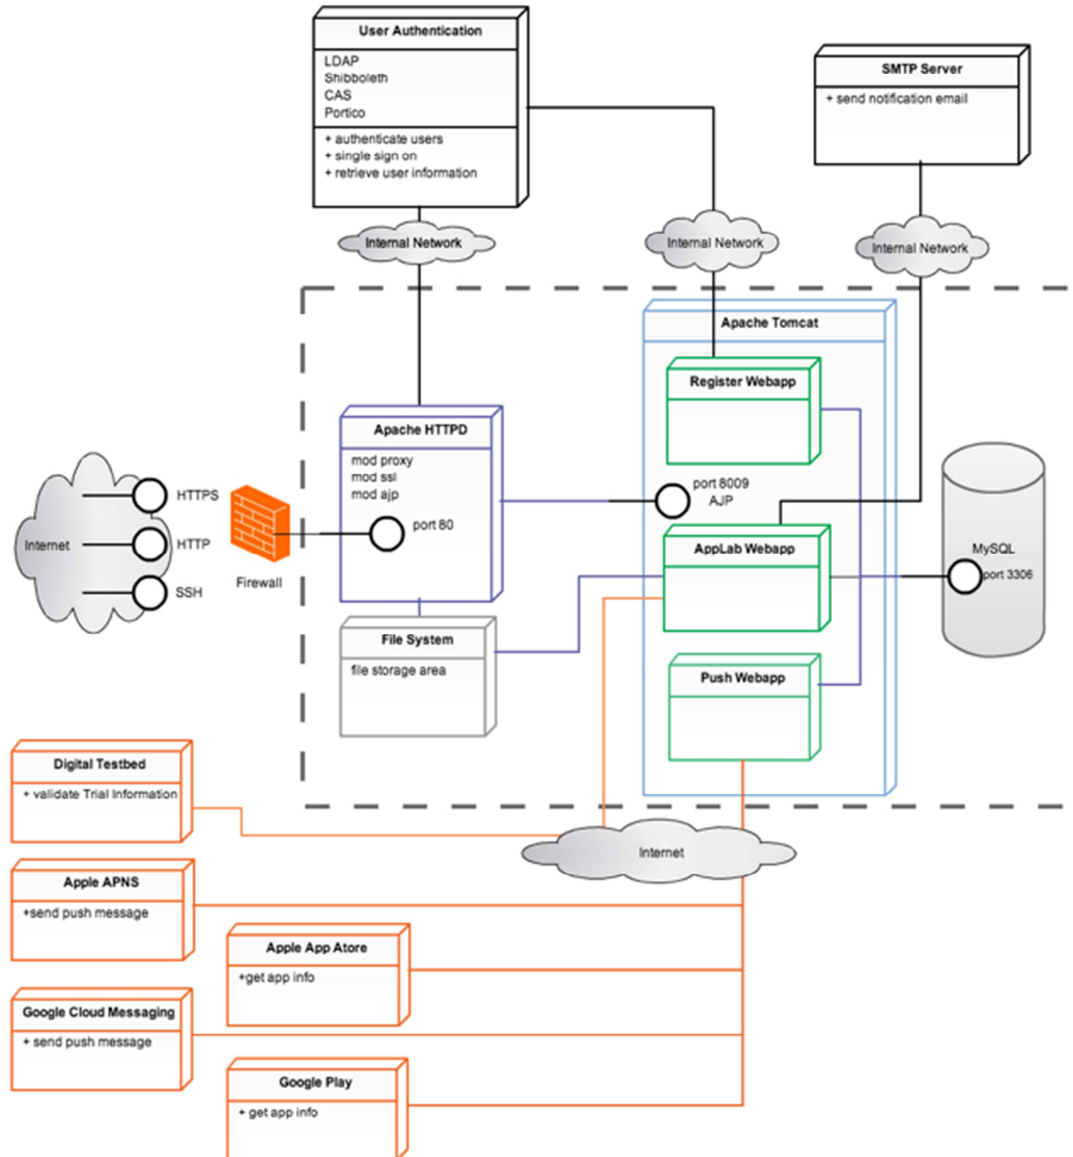 User Authentication
LDAP
Shibboleth
CAS
Portico
+ authenticate users
+ single sign on
+ retrieve user information
SMTP Server
+ send notification email
Internal Network
Internal Network
Internal Network
Apache Tomcat
Register Webapp
Apache HTTPD
mod proxy
mod ssl
mod ajp
port 80
port 8009
AJP
HTTPS
Internet
HTTP
SSH
Firewall
AppLab Webapp
MySQL
port 3306
File System
file storage area
Push Webapp
Digital Testbed
+ validate Trial Information
Internet
Apple APNS
+send push message
Apple App Atore
+get app info
Google Cloud Messaging
+ send push message
Google Play
+ get app info